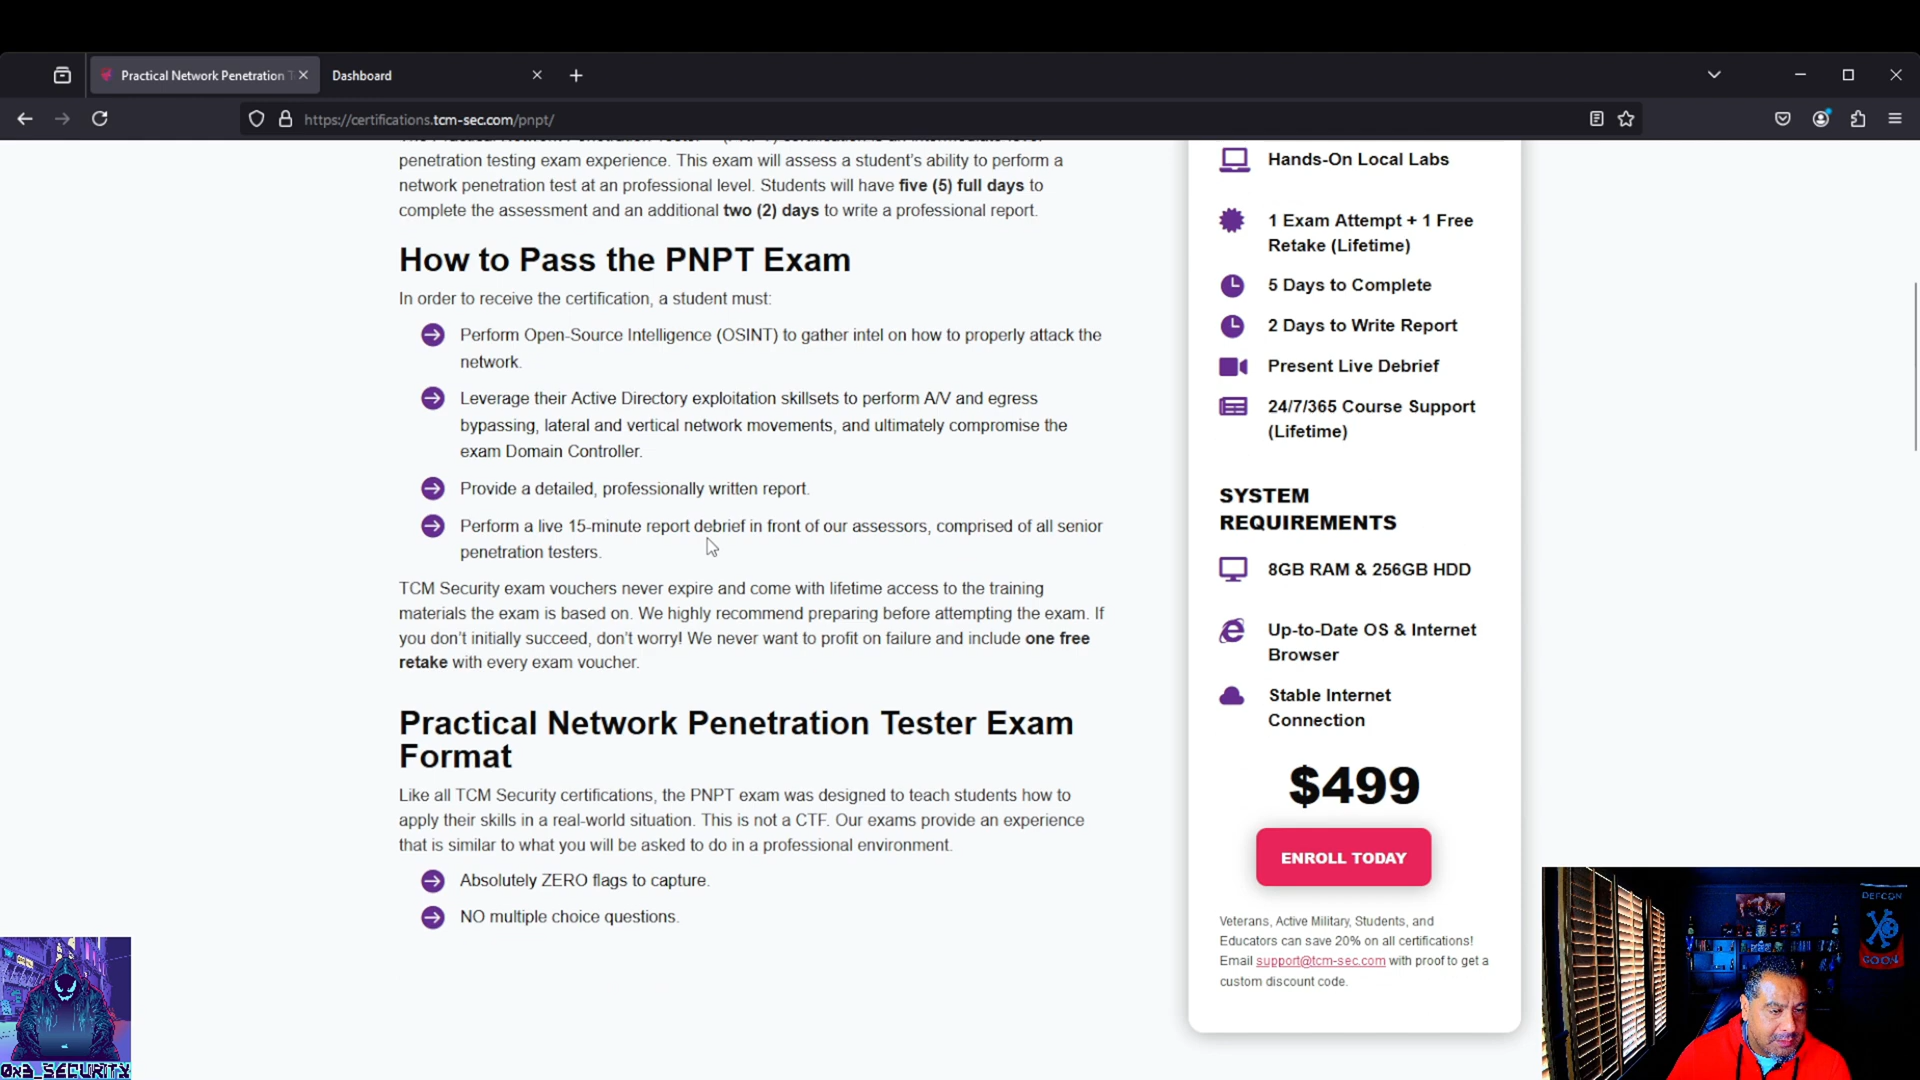 Practical Network Penetration T
Dashboard
https://certifications.tcm-sec.com/pnpt/
penetration testing exam experience. This exam will assess a student's ability to perform a
network penetration test at an professional level. Students will have five (5) full days to
complete the assessment and an additional two (2) days to write a professional report.
How to Pass the PNPT Exam
In order to receive the certification, a student must:
Perform Open-Source Intelligence (OSINT) to gather intel on how to properly attack the
network.
Leverage their Active Directory exploitation skillsets to perform A/V and egress
bypassing, lateral and vertical network movements, and ultimately compromise the
exam Domain Controller.
Provide a detailed, professionally written report.
Perform a live 15-minute report debrief in front of our assessors, comprised of all senior
penetration testers.
TCM Security exam vouchers never expire and come with lifetime access to the training
materials the exam is based on. We highly recommend preparing before attempting the exam. If
you don't initially succeed, don't worry! We never want to profit on failure and include one free
retake with every exam voucher.
Practical Network Penetration Tester Exam
Format
Like all TCM Security certifications, the PNPT exam was designed to teach students how to
apply their skills in a real-world situation. This is not a CTF. Our exams provide an experience
that is similar to what you will be asked to do in a professional environment.
Absolutely ZERO flags to capture.
NO multiple choice questions.
Hands-On Local Labs
1 Exam Attempt + 1 Free
Retake (Lifetime)
5 Days to Complete
2 Days to Write Report
Present Live Debrief
24/7/365 Course Support
(Lifetime)
SYSTEM
REQUIREMENTS
8GB RAM & 256GB HDD
Up-to-Date OS & Internet
Browser
Stable Internet
Connection
$499
ENROLL TODAY
Veterans, Active Military, Students, and
Educators can save 20% on all certifications!
Email support@tcm-sec.com with proof to get a
custom discount code.
DEFCON
GOON
0x3_SECURITY